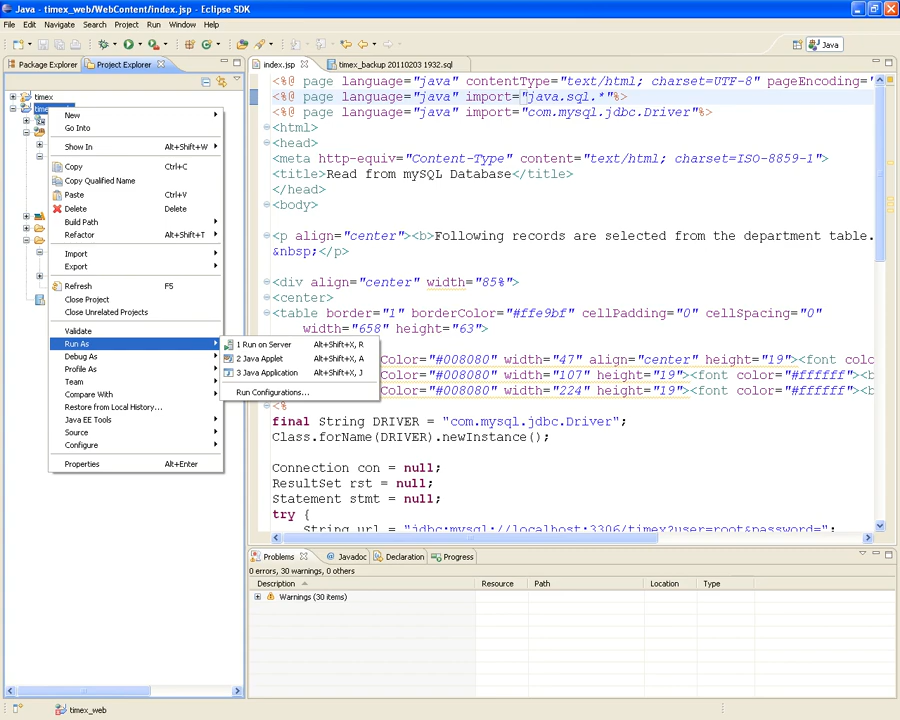 Java - timex_web/WebContent/index.jsp - Eclipse SDK
File Edit Navigate Search Project Run Window Help
Java
Package Explorer Project Explorer
timex
New
Go Into
Show In Alt+Shift+W
Copy Ctrl+C
Copy Qualified Name
Paste Ctrl+V
Delete Delete
Build Path
Refactor Alt+Shift+T
Import
Export
Refresh F5
Close Project
Close Unrelated Projects
Validate
Run As
Debug As
Profile As
Team
Compare With
Restore from Local History...
Java EE Tools
Source
Configure
Properties Alt+Enter
1 Run on Server Alt+Shift+X, R
2 Java Applet Alt+Shift+X, A
3 Java Application Alt+Shift+X, J
Run Configurations...
index.jsp timex_backup 20110203 1932.sql
<%@ page language="java" contentType="text/html; charset=UTF-8" pageEncoding="
<%@ page language="java" import="java.sql.*"%>
<%@ page language="java" import="com.mysql.jdbc.Driver"%>
<html>
<head>
<meta http-equiv="Content-Type" content="text/html; charset=ISO-8859-1">
<title>Read from mySQL Database</title>
</head>
<body>
<p align="center"><b>Following records are selected from the department table.
&nbsp;</p>
<div align="center" width="85%">
<center>
<table border="1" borderColor="#ffe9bf" cellPadding="0" cellSpacing="0"
width="658" height="63">
Color="#008080" width="47" align="center" height="19"><font co
Color="#008080" width="107" height="19"><font color="#ffffff"><b
Color="#008080" width="224" height="19"><font color="#ffffff"><b
<%
final String DRIVER = "com.mysql.jdbc.Driver";
Class.forName(DRIVER).newInstance();
Connection con = null;
ResultSet rst = null;
Statement stmt = null;
try {
String url = "jdbc:mysql://localhost:3306/timex?user=root&password=";
Problems Javadoc Declaration Progress
0 errors, 30 warnings, 0 others
Description Resource Path Location Type
Warnings (30 items)
timex_web